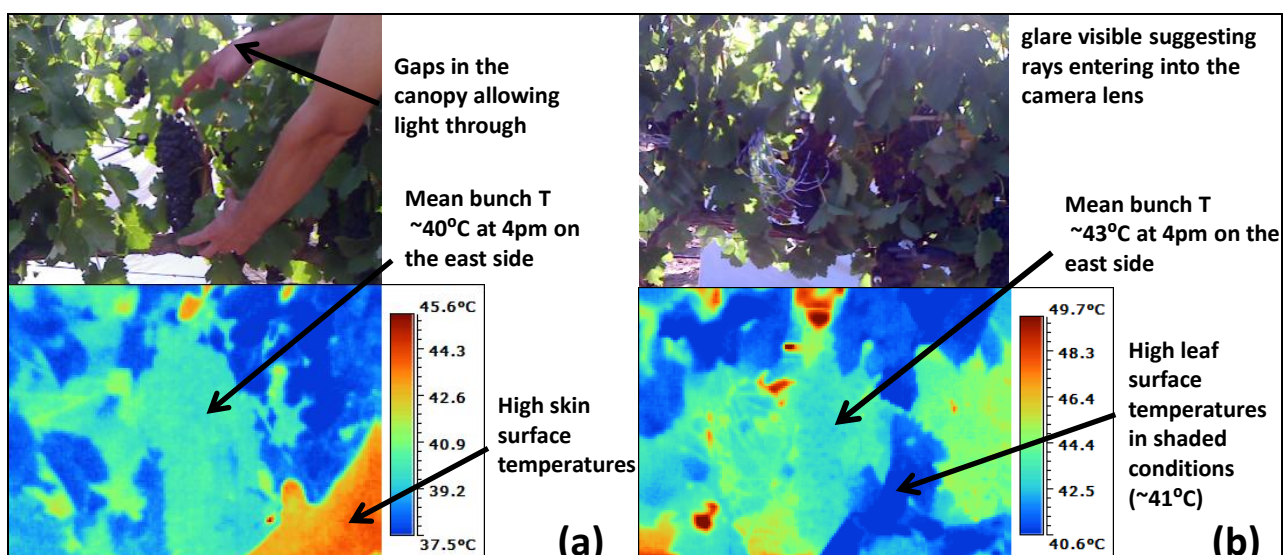 Gaps in the
canopy allowing
light through
Mean bunch T
~40⁰C at 4pm on
the east side
45.6°C
44.3
42.6
40.9
39.2
37.5°C
High skin
surface
temperatures
(a)
glare visible suggesting
rays entering into the
camera lens
Mean bunch T
~43⁰C at 4pm on the
east side
49.7°C
48.3
46.4
44.4
42.5
40.6°C
High leaf
surface
temperatures
in shaded
conditions
(~41⁰C)
(b)